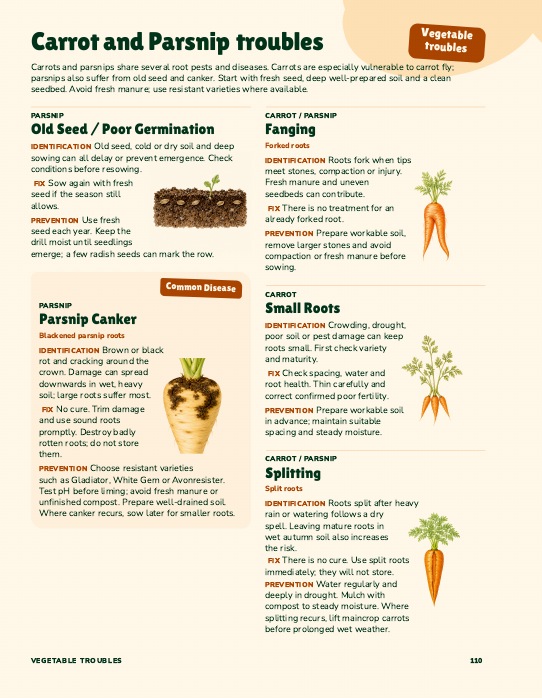 Carrot and Parsnip troubles
Vegetable
troubles
Carrots and parsnips share several root pests and diseases. Carrots are especially vulnerable to carrot fly;
parsnips also suffer from old seed and canker. Start with fresh seed, deep well-prepared soil and a clean
seedbed. Avoid fresh manure; use resistant varieties where available.
PARSNIP
Old Seed / Poor Germination
IDENTIFICATION Old seed, cold or dry soil and deep
sowing can all delay or prevent emergence. Check
conditions before resowing.
FIX Sow again with fresh
seed if the season still
allows.
PREVENTION Use fresh
seed each year. Keep the
drill moist until seedlings
emerge; a few radish seeds can mark the row.
Common Disease
PARSNIP
Parsnip Canker
Blackened parsnip roots
IDENTIFICATION Brown or black
rot and cracking around the
crown. Damage can spread
downwards in wet, heavy
soil; large roots suffer most.
FIX No cure. Trim damage
and use sound roots
promptly. Destroy badly
rotten roots; do not store
them.
PREVENTION Choose resistant varieties
such as Gladiator, White Gem or Avonresister.
Test pH before liming; avoid fresh manure or
unfinished compost. Prepare well-drained soil.
Where canker recurs, sow later for smaller roots.
CARROT / PARSNIP
Fanging
Forked roots
IDENTIFICATION Roots fork when tips
meet stones, compaction or injury.
Fresh manure and uneven
seedbeds can contribute.
FIX There is no treatment for an
already forked root.
PREVENTION Prepare workable soil,
remove larger stones and avoid
compaction or fresh manure before
sowing.
CARROT
Small Roots
IDENTIFICATION Crowding, drought,
poor soil or pest damage can keep
roots small. First check variety
and maturity.
FIX Check spacing, water and
root health. Thin carefully and
correct confirmed poor fertility.
PREVENTION Prepare workable soil
in advance; maintain suitable
spacing and steady moisture.
CARROT / PARSNIP
Splitting
Split roots
IDENTIFICATION Roots split after heavy
rain or watering follows a dry
spell. Leaving mature roots in
wet autumn soil also increases
the risk.
FIX There is no cure. Use split roots
immediately; they will not store.
PREVENTION Water regularly and
deeply in drought. Mulch with
compost to steady moisture. Where
splitting recurs, lift maincrop carrots
before prolonged wet weather.
VEGETABLE TROUBLES
110